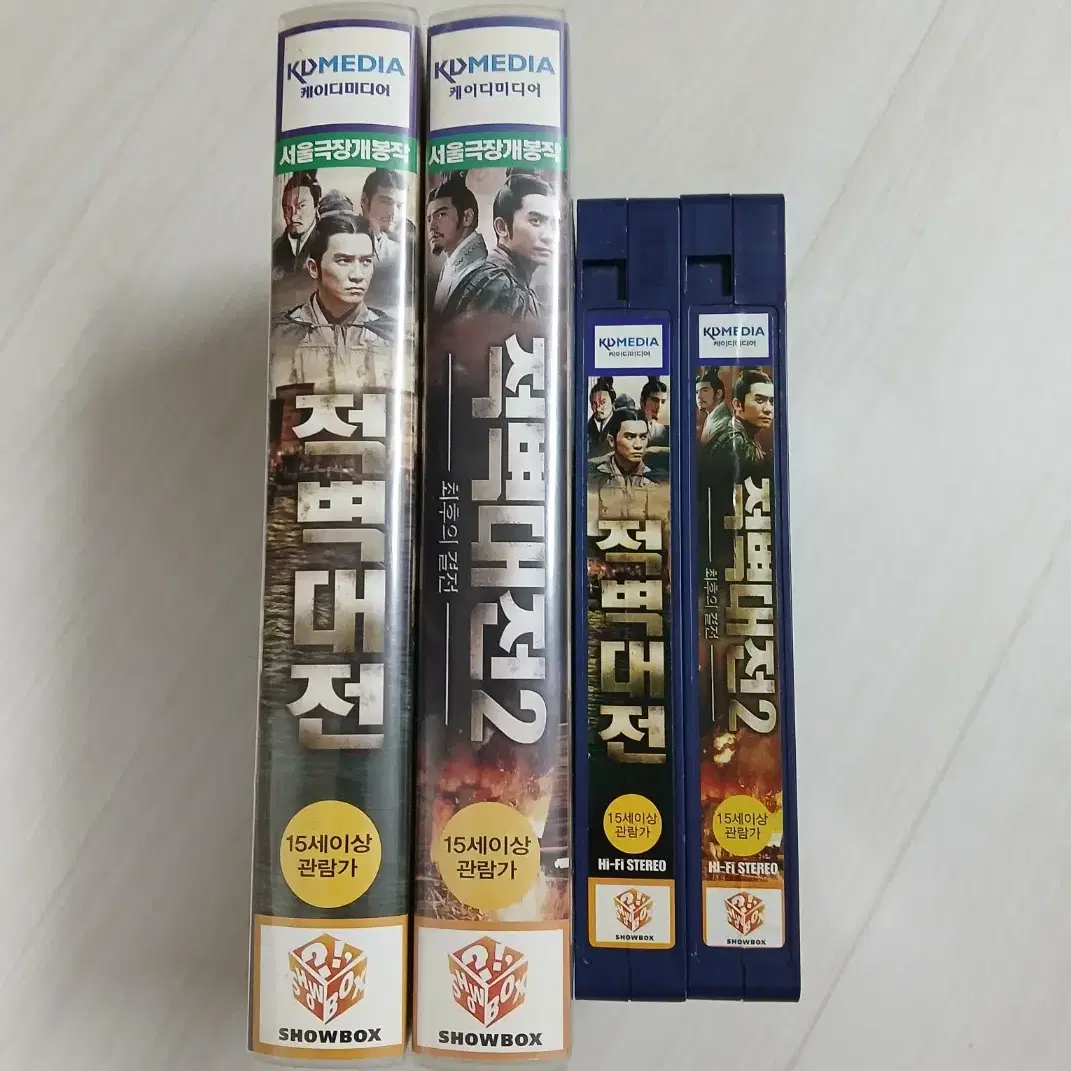 KDMEDIA
케이디미디어
서울극장개봉작
적벽대전
15세이상
관람가
SHOWBOX
SHOWBOX
KDMEDIA
케이디미디어
서울극장개봉작
적벽대전2
최후의 결전
15세이상
관람가
?!
SHOWBOX
SHOWBOX
KDMEDIA
케이디미디어
적벽대전
15세이상
관람가
Hi-Fi STEREO
?!
SHOWBOX
SHOWBOX
KDMEDIA
케이디미디어
적벽대전2
최후의 결전
15세이상
관람가
Hi-Fi STEREO
?!
SHOWBOX
SHOWBOX